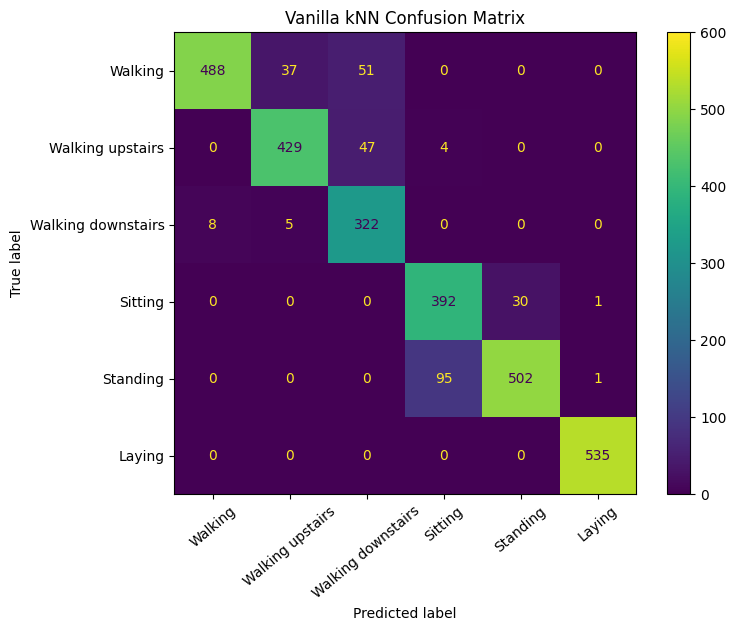 Vanilla kNN Confusion Matrix
True label
Walking 488 37 51 0 0 0
Walking upstairs 0 429 47 4 0 0
Walking downstairs 8 5 322 0 0 0
Sitting 0 0 0 392 30 1
Standing 0 0 0 95 502 1
Laying 0 0 0 0 0 535
Walking Walking upstairs Walking downstairs Sitting Standing Laying
Predicted label
600
500
400
300
200
100
0